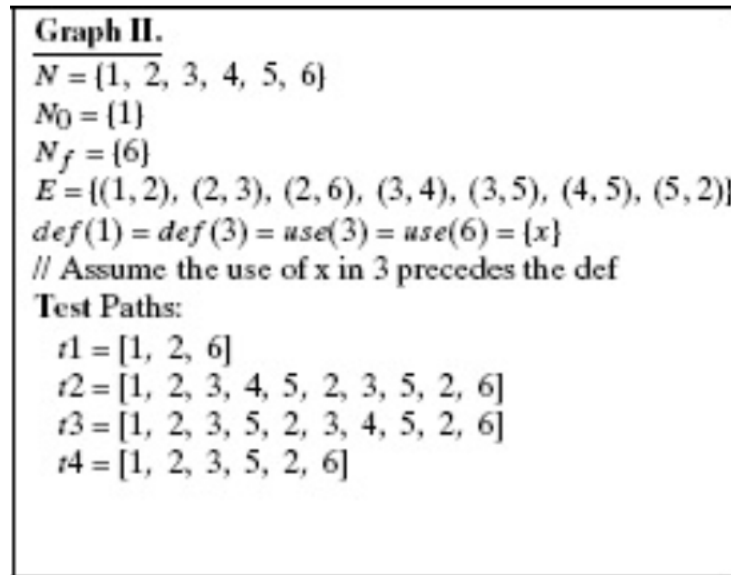 Graph II.
N = {1, 2, 3, 4, 5, 6}
N0 = {1}
Nf = {6}
E = {(1, 2), (2, 3), (2, 6), (3, 4), (3, 5), (4, 5), (5, 2)}
def(1) = def(3) = use(3) = use(6) = {x}
// Assume the use of x in 3 precedes the def
Test Paths:
t1 = [1, 2, 6]
t2 = [1, 2, 3, 4, 5, 2, 3, 5, 2, 6]
t3 = [1, 2, 3, 5, 2, 3, 4, 5, 2, 6]
t4 = [1, 2, 3, 5, 2, 6]